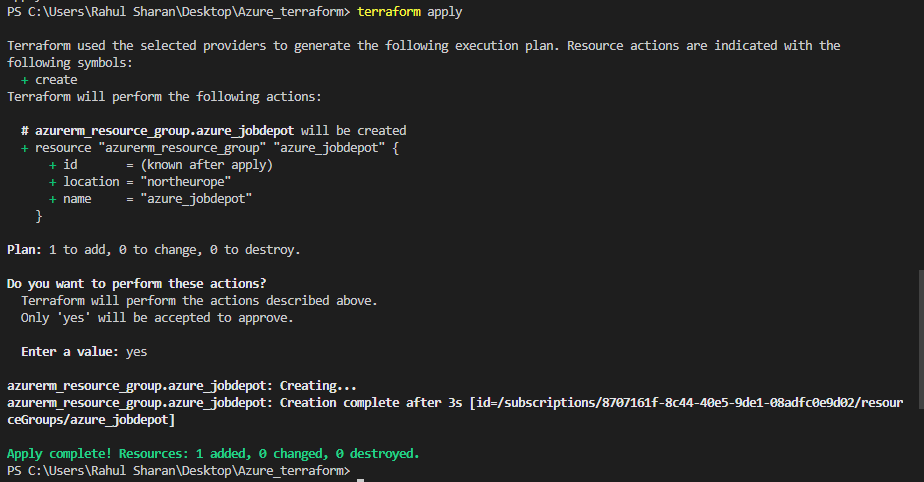 PS C:\Users\Rahul Sharan\Desktop\Azure_terraform> terraform apply
Terraform used the selected providers to generate the following execution plan. Resource actions are indicated with the
following symbols:
  + create
Terraform will perform the following actions:
  # azurerm_resource_group.azure_jobdepot will be created
  + resource "azurerm_resource_group" "azure_jobdepot" {
      + id       = (known after apply)
      + location = "northeurope"
      + name     = "azure_jobdepot"
    }
Plan: 1 to add, 0 to change, 0 to destroy.
Do you want to perform these actions?
  Terraform will perform the actions described above.
  Only 'yes' will be accepted to approve.
  Enter a value: yes
azurerm_resource_group.azure_jobdepot: Creating...
azurerm_resource_group.azure_jobdepot: Creation complete after 3s [id=/subscriptions/8707161f-8c44-40e5-9de1-08adfc0e9d02/resour
ceGroups/azure_jobdepot]
Apply complete! Resources: 1 added, 0 changed, 0 destroyed.
PS C:\Users\Rahul Sharan\Desktop\Azure_terraform>